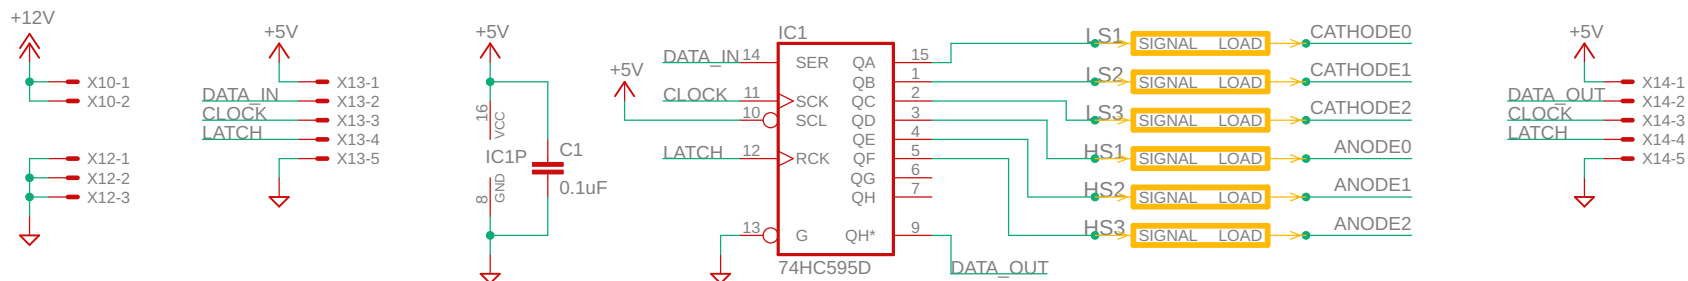 +12V
X10-1
X10-2
X12-1
X12-2
X12-3
+5V
X13-1
DATA_IN X13-2
CLOCK X13-3
LATCH X13-4
X13-5
+5V
16
VCC
IC1P
GND
8
C1
0.1uF
+5V
IC1
DATA_IN 14 SER QA 15
QB 1
CLOCK 11 SCK QC 2
10 SCL QD 3
QE 4
LATCH 12 RCK QF 5
QG 6
QH 7
13 G QH* 9
74HC595D
DATA_OUT
LS1 SIGNAL LOAD CATHODE0
LS2 SIGNAL LOAD CATHODE1
LS3 SIGNAL LOAD CATHODE2
HS1 SIGNAL LOAD ANODE0
HS2 SIGNAL LOAD ANODE1
HS3 SIGNAL LOAD ANODE2
+5V
X14-1
DATA_OUT X14-2
CLOCK X14-3
LATCH X14-4
X14-5